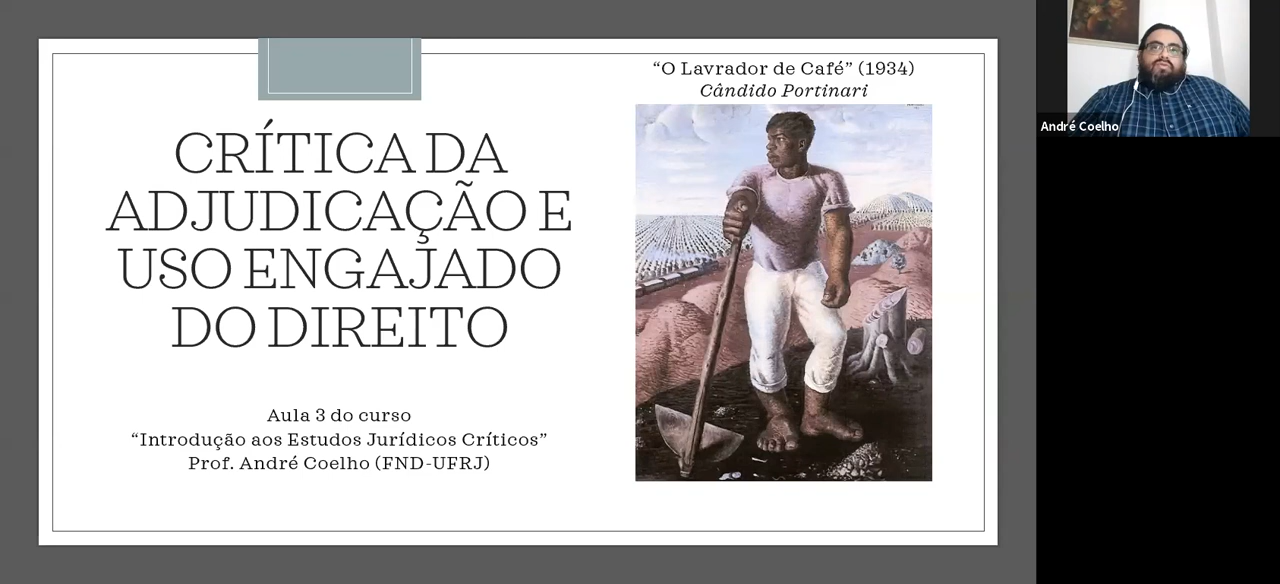 “O Lavrador de Café” (1934)
Cândido Portinari
CRÍTICA DA
ADJUDICAÇÃO E
USO ENGAJADO
DO DIREITO
Aula 3 do curso
“Introdução aos Estudos Jurídicos Críticos”
Prof. André Coelho (FND-UFRJ)
André Coelho